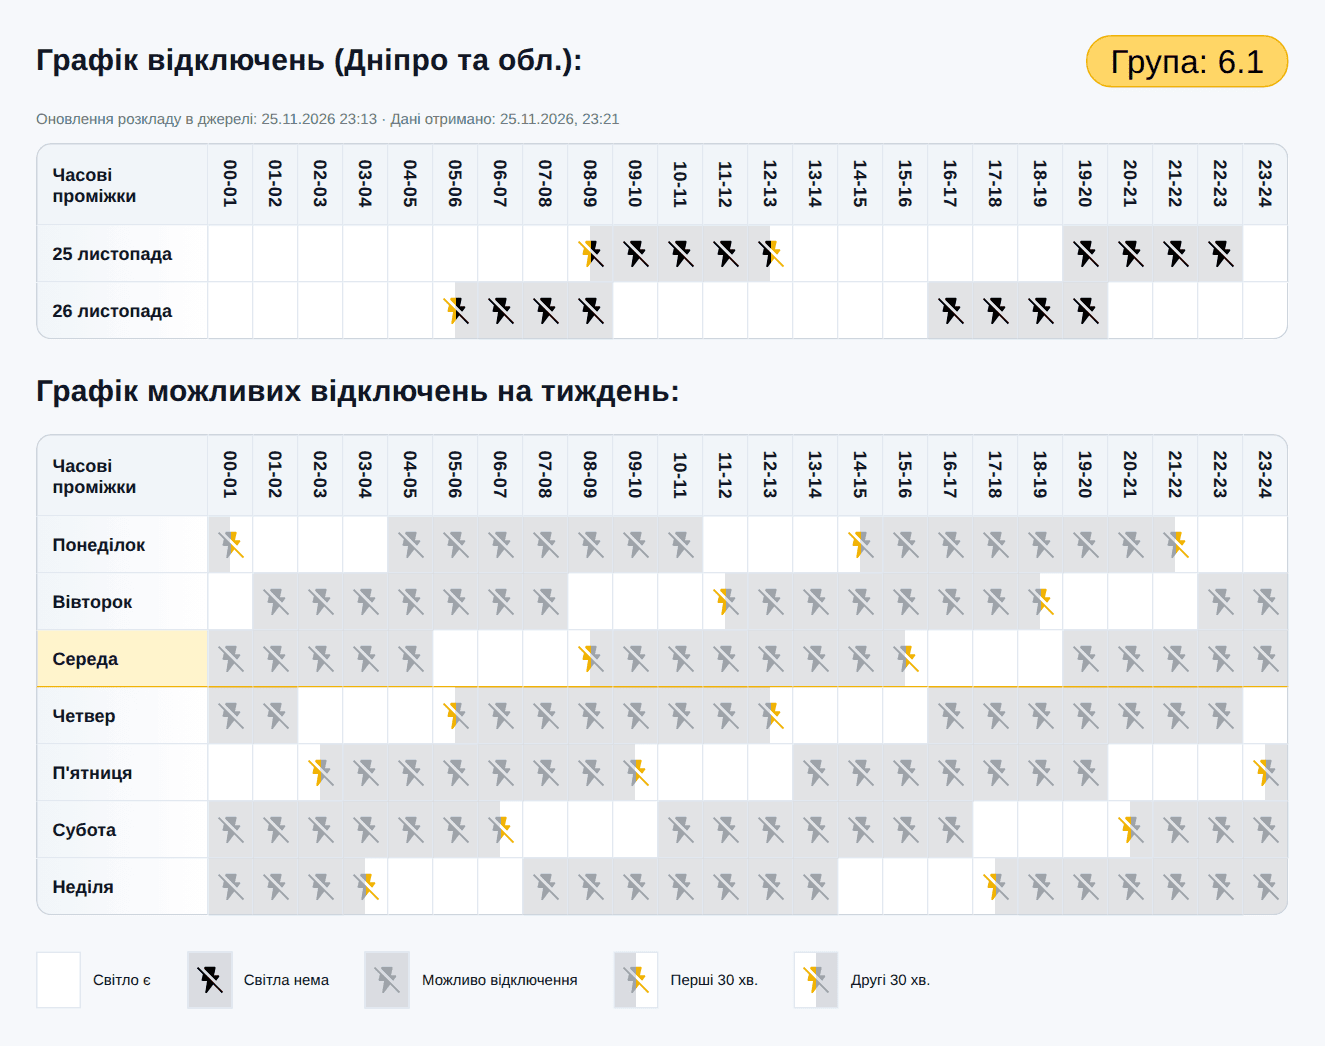 Графік відключень (Дніпро та обл.):
Група: 6.1
Оновлення розкладу в джерелі: 25.11.2026 23:13 · Дані отримано: 25.11.2026, 23:21
Часові
проміжки
00-01 01-02 02-03 03-04 04-05 05-06 06-07 07-08 08-09 09-10 10-11 11-12 12-13 13-14 14-15 15-16 16-17 17-18 18-19 19-20 20-21 21-22 22-23 23-24
25 листопада
26 листопада
Графік можливих відключень на тиждень:
Часові
проміжки
00-01 01-02 02-03 03-04 04-05 05-06 06-07 07-08 08-09 09-10 10-11 11-12 12-13 13-14 14-15 15-16 16-17 17-18 18-19 19-20 20-21 21-22 22-23 23-24
Понеділок
Вівторок
Середа
Четвер
П'ятниця
Субота
Неділя
Світло є
Світла нема
Можливо відключення
Перші 30 хв.
Другі 30 хв.